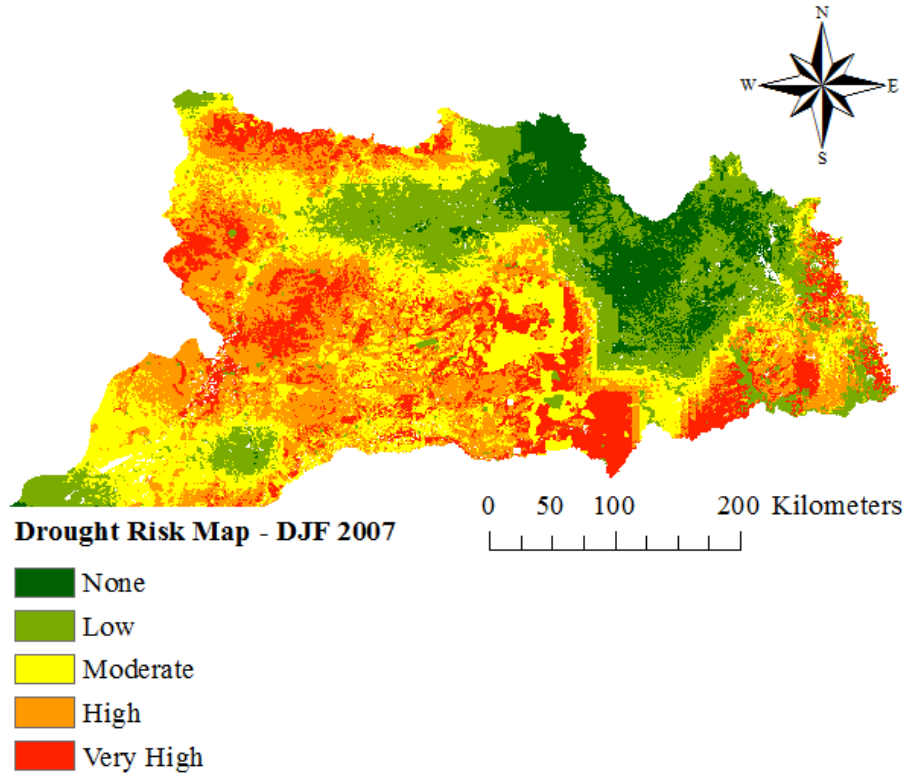 N
W E
S
0 50 100 200 Kilometers
Drought Risk Map - DJF 2007
None
Low
Moderate
High
Very High